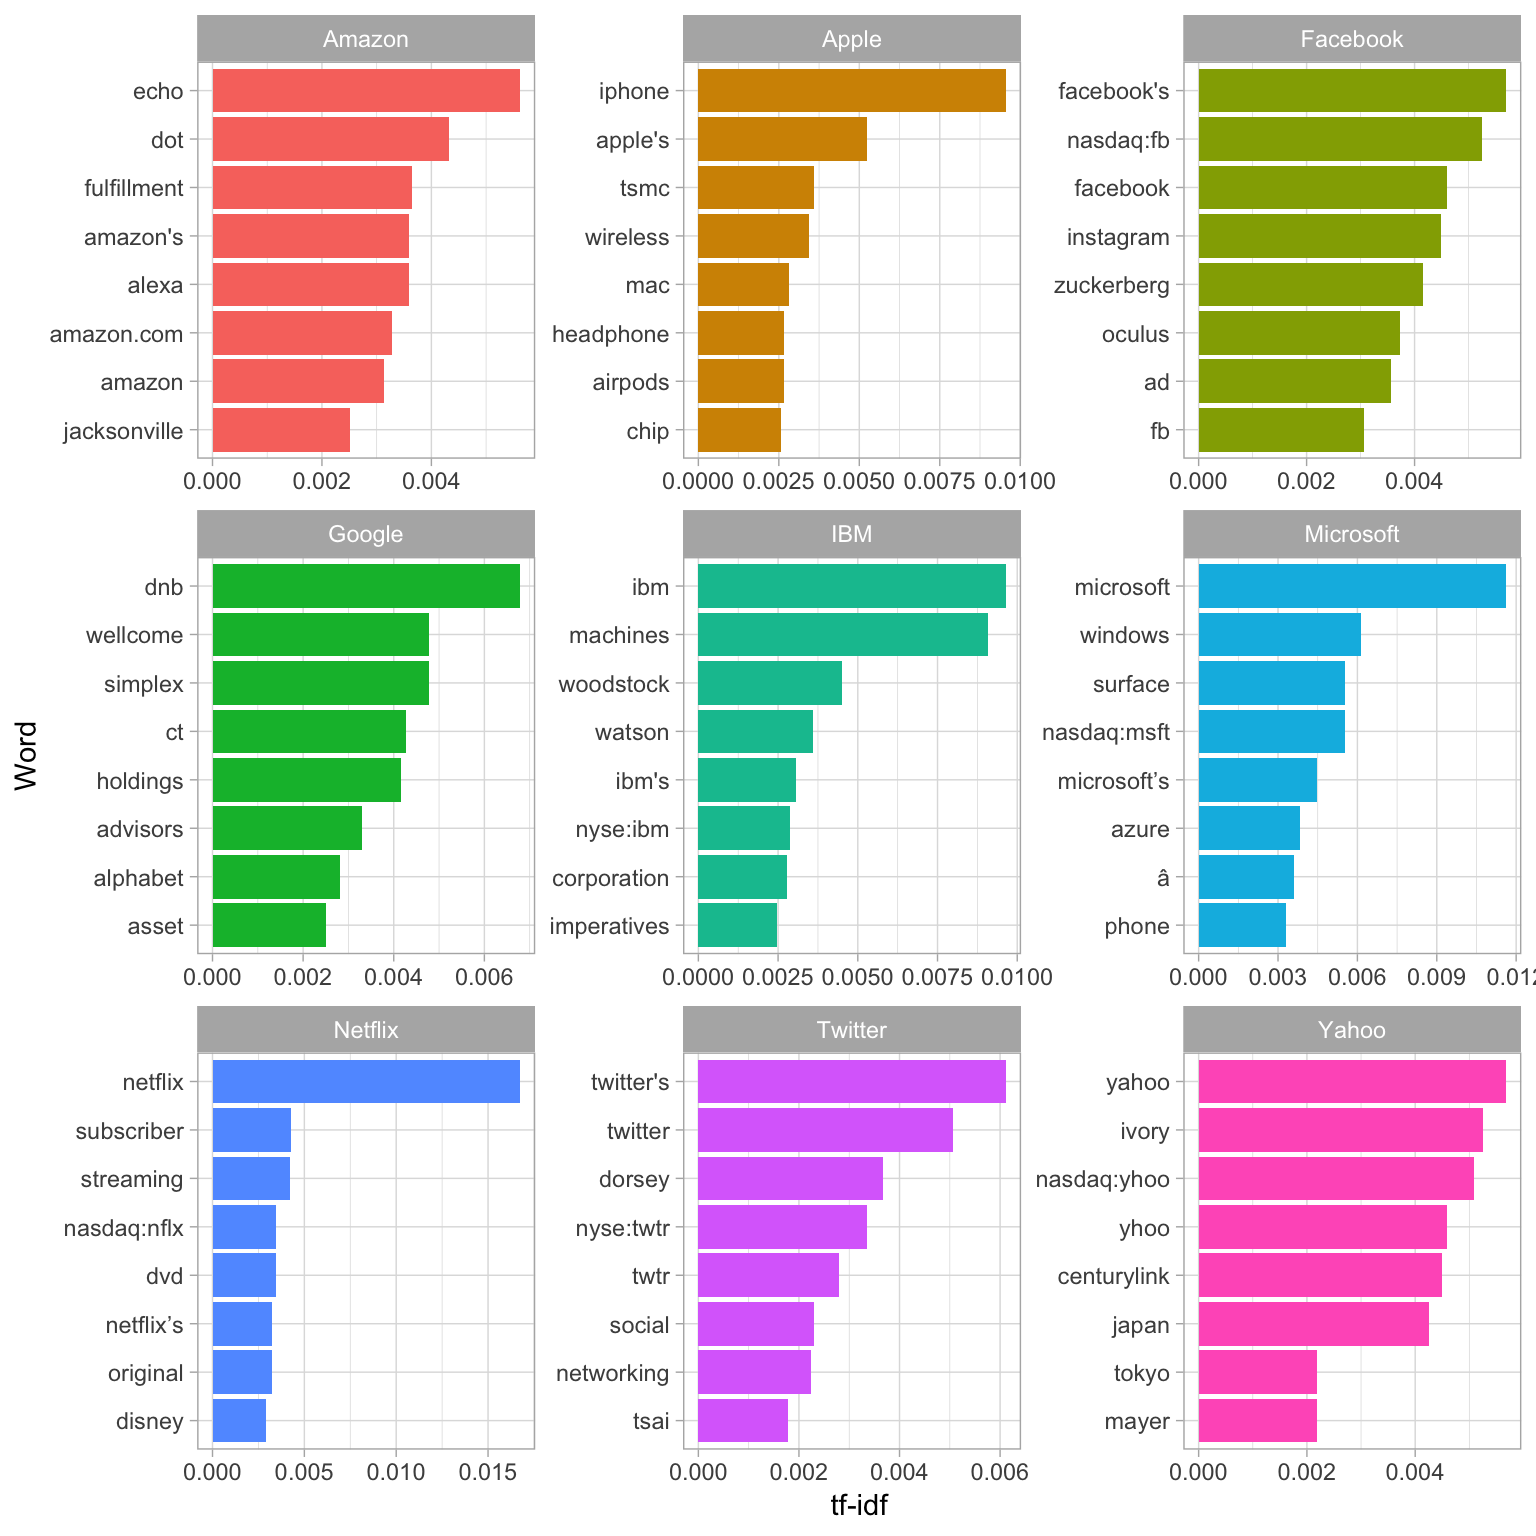 Amazon
Apple
Facebook
echo
dot
fulfillment
amazon's
alexa
amazon.com
amazon
jacksonville
0.000 0.002 0.004
iphone
apple's
tsmc
wireless
mac
headphone
airpods
chip
0.0000 0.0025 0.0050 0.0075 0.0100
facebook's
nasdaq:fb
facebook
instagram
zuckerberg
oculus
ad
fb
0.000 0.002 0.004
Google
IBM
Microsoft
dnb
wellcome
simplex
ct
holdings
advisors
alphabet
asset
0.000 0.002 0.004 0.006
ibm
machines
woodstock
watson
ibm's
nyse:ibm
corporation
imperatives
0.0000 0.0025 0.0050 0.0075 0.0100
microsoft
windows
surface
nasdaq:msft
microsoft’s
azure
â
phone
0.000 0.003 0.006 0.009 0.012
Netflix
Twitter
Yahoo
netflix
subscriber
streaming
nasdaq:nflx
dvd
netflix’s
original
disney
0.000 0.005 0.010 0.015
twitter's
twitter
dorsey
nyse:twtr
twtr
social
networking
tsai
0.000 0.002 0.004 0.006
yahoo
ivory
nasdaq:yhoo
yhoo
centurylink
japan
tokyo
mayer
0.000 0.002 0.004
Word
tf-idf